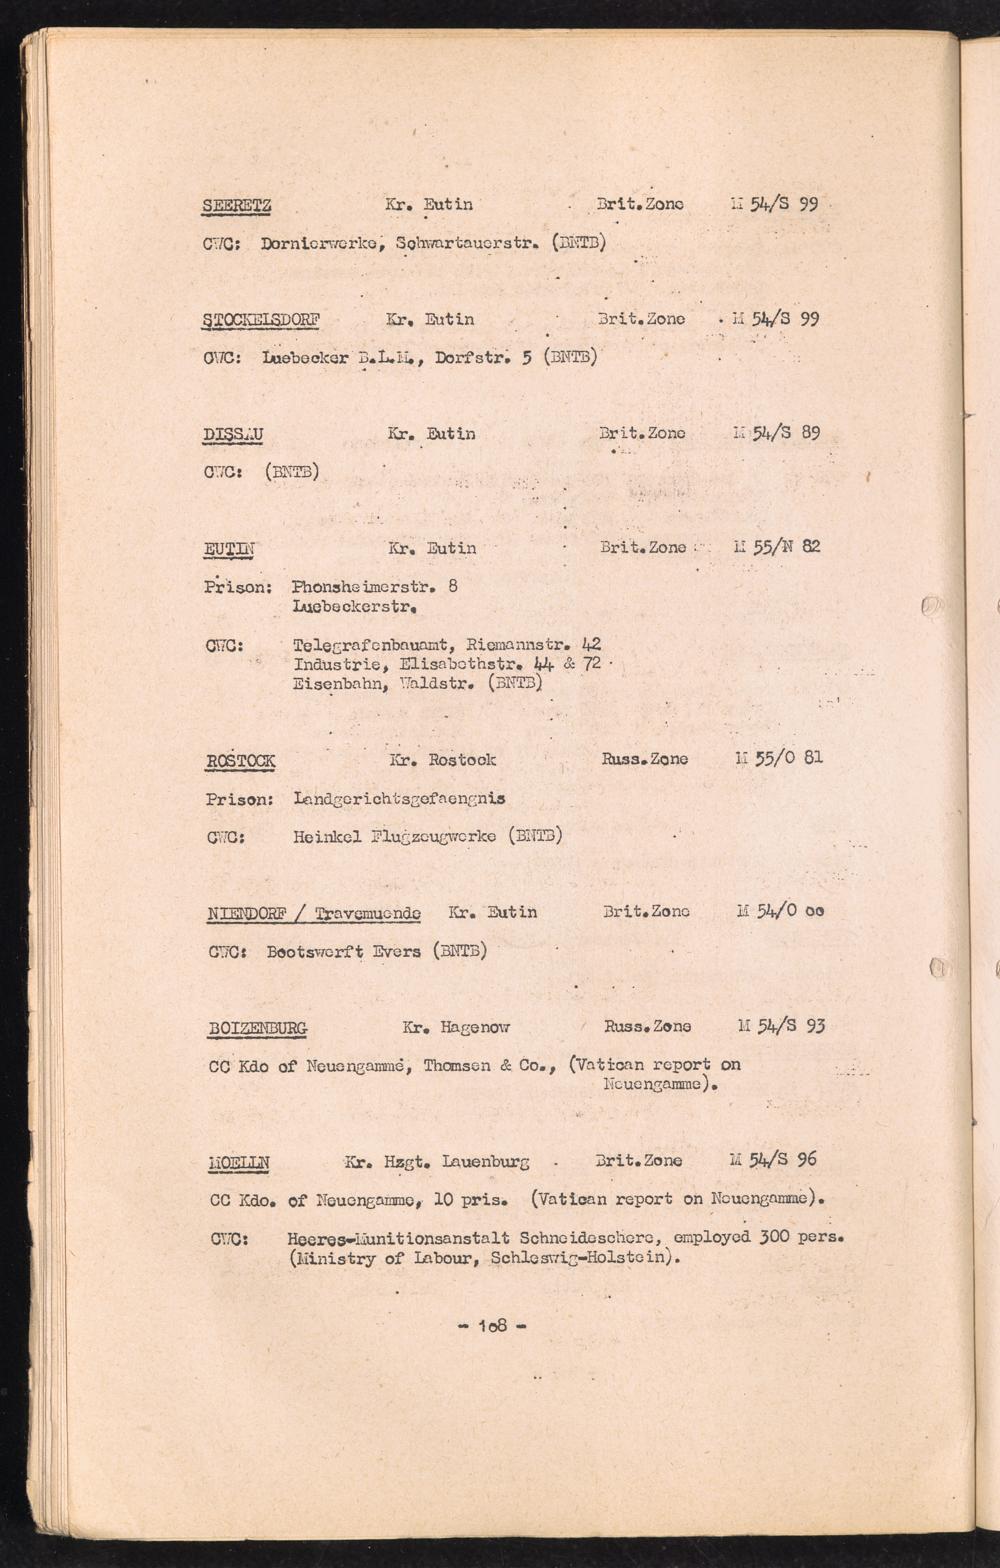 SEERETZ Kr. Eutin Brit.Zone M 54/S 99
CWC: Dornierwerke, Schwartauerstr. (BNTB)
STOCKELSDORF Kr. Eutin Brit.Zone M 54/S 99
CWC: Luebecker B.L.M., Dorfstr. 5 (BNTB)
DISSAU Kr. Eutin Brit.Zone M 54/S 89
CWC: (BNTB)
EUTIN Kr. Eutin Brit.Zone M 55/N 82
Prison: Phonsheimerstr. 8
Luebeckerstr.
CWC: Telegrafenbauamt, Riemannstr. 42
Industrie, Elisabethstr. 44 & 72
Eisenbahn, Waldstr. (BNTB)
ROSTOCK Kr. Rostock Russ.Zone M 55/O 81
Prison: Landgerichtsgefaengnis
CWC: Heinkel Flugzeugwerke (BNTB)
NIENDORF / Travemuende Kr. Eutin Brit.Zone M 54/O oo
CWC: Bootswerft Evers (BNTB)
BOIZENBURG Kr. Hagenow Russ.Zone M 54/S 93
CC Kdo of Neuengamme, Thomsen & Co., (Vatican report on
Neuengamme).
MOELLN Kr. Hzgt. Lauenburg Brit.Zone M 54/S 96
CC Kdo. of Neuengamme, 10 pris. (Vatican report on Neuengamme).
CWC: Heeres-Munitionsanstalt Schneideschere, employed 300 pers.
(Ministry of Labour, Schleswig-Holstein).
- 1o8 -